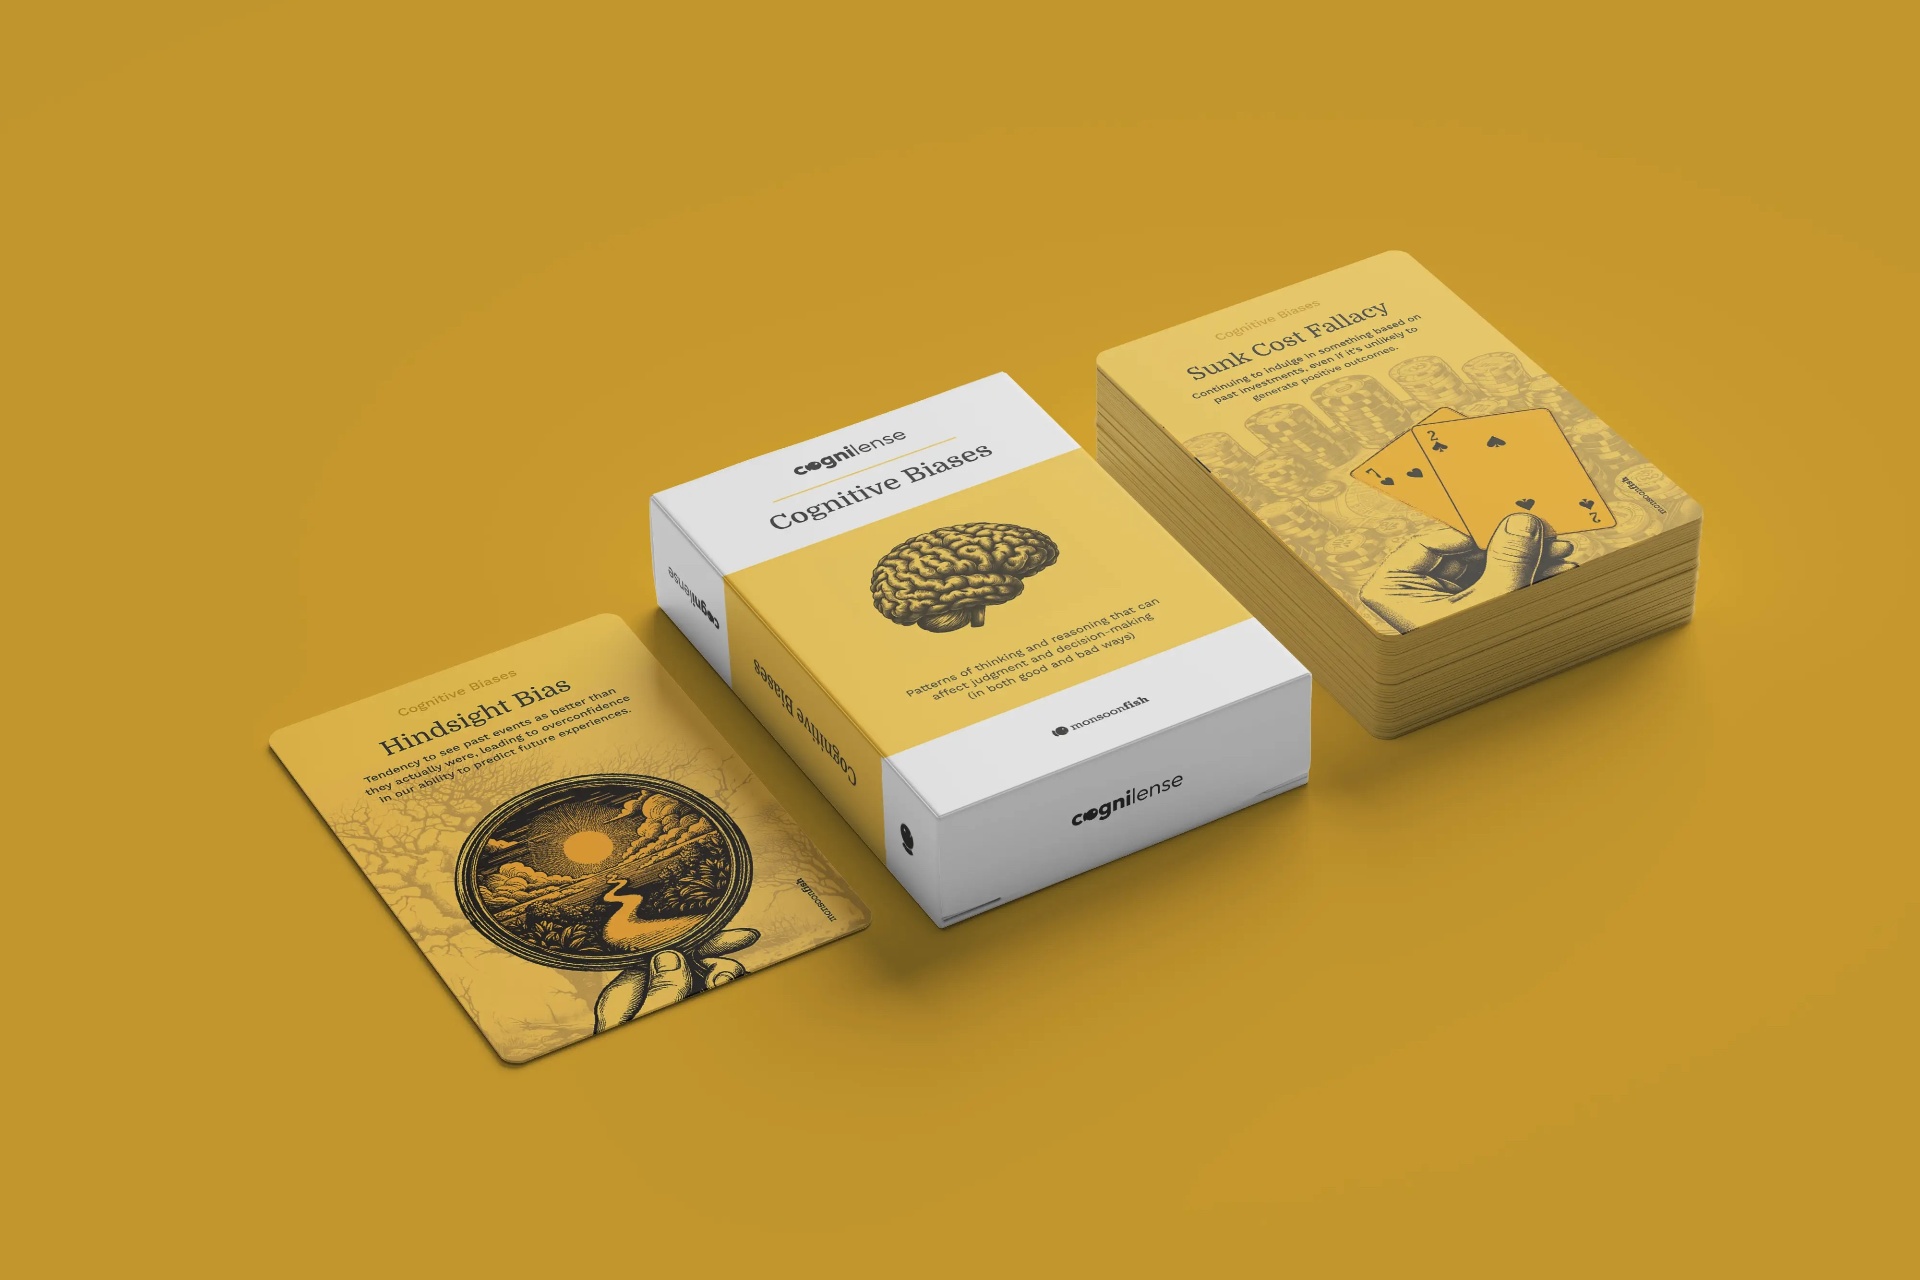 Cognitive Biases
Hindsight Bias
Tendency to see past events as better than
they actually were, leading to overconfidence
in our ability to predict future experiences.
monsoonfish
cognilense
Cognitive Biases
Patterns of thinking and reasoning that can
affect judgment and decision-making
(in both good and bad ways)
monsoonfish
cognilense
Cognitive Biases
cognilense
Cognitive Biases
Sunk Cost Fallacy
Continuing to indulge in something based on
past investments, even if it's unlikely to
generate pocitive outcomes.
7
2
2
monsoonfish